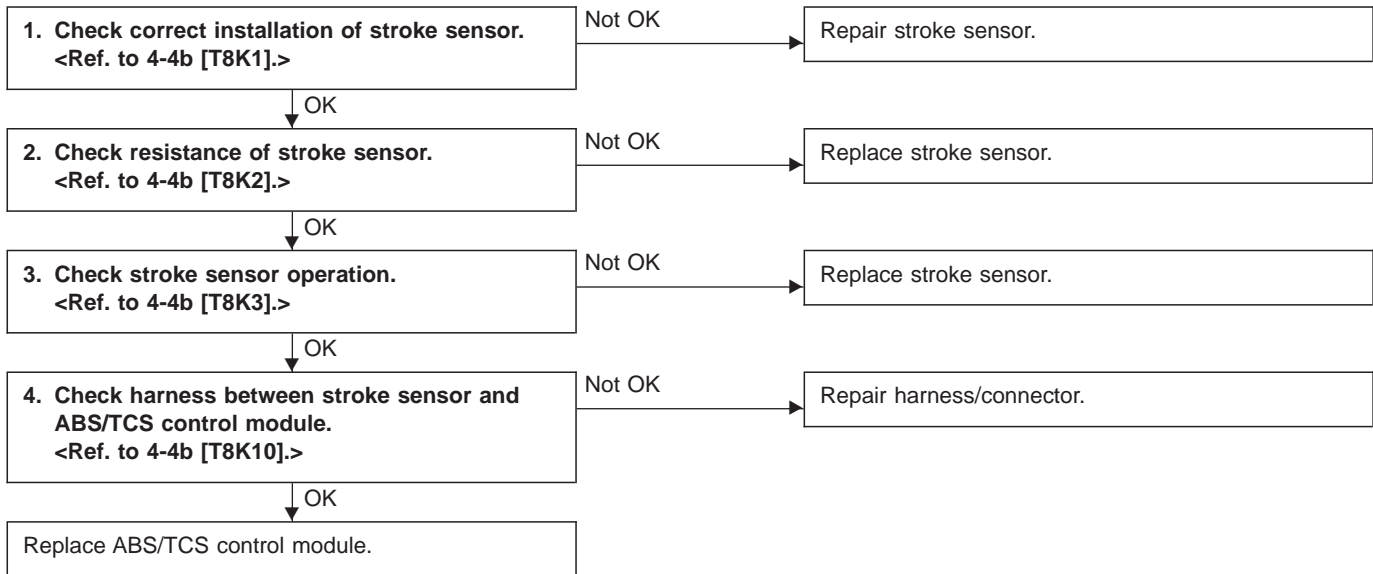 1. Check correct installation of stroke sensor.
<Ref. to 4-4b [T8K1].>
Not OK
Repair stroke sensor.
OK
2. Check resistance of stroke sensor.
<Ref. to 4-4b [T8K2].>
Not OK
Replace stroke sensor.
OK
3. Check stroke sensor operation.
<Ref. to 4-4b [T8K3].>
Not OK
Replace stroke sensor.
OK
4. Check harness between stroke sensor and
ABS/TCS control module.
<Ref. to 4-4b [T8K10].>
Not OK
Repair harness/connector.
OK
Replace ABS/TCS control module.